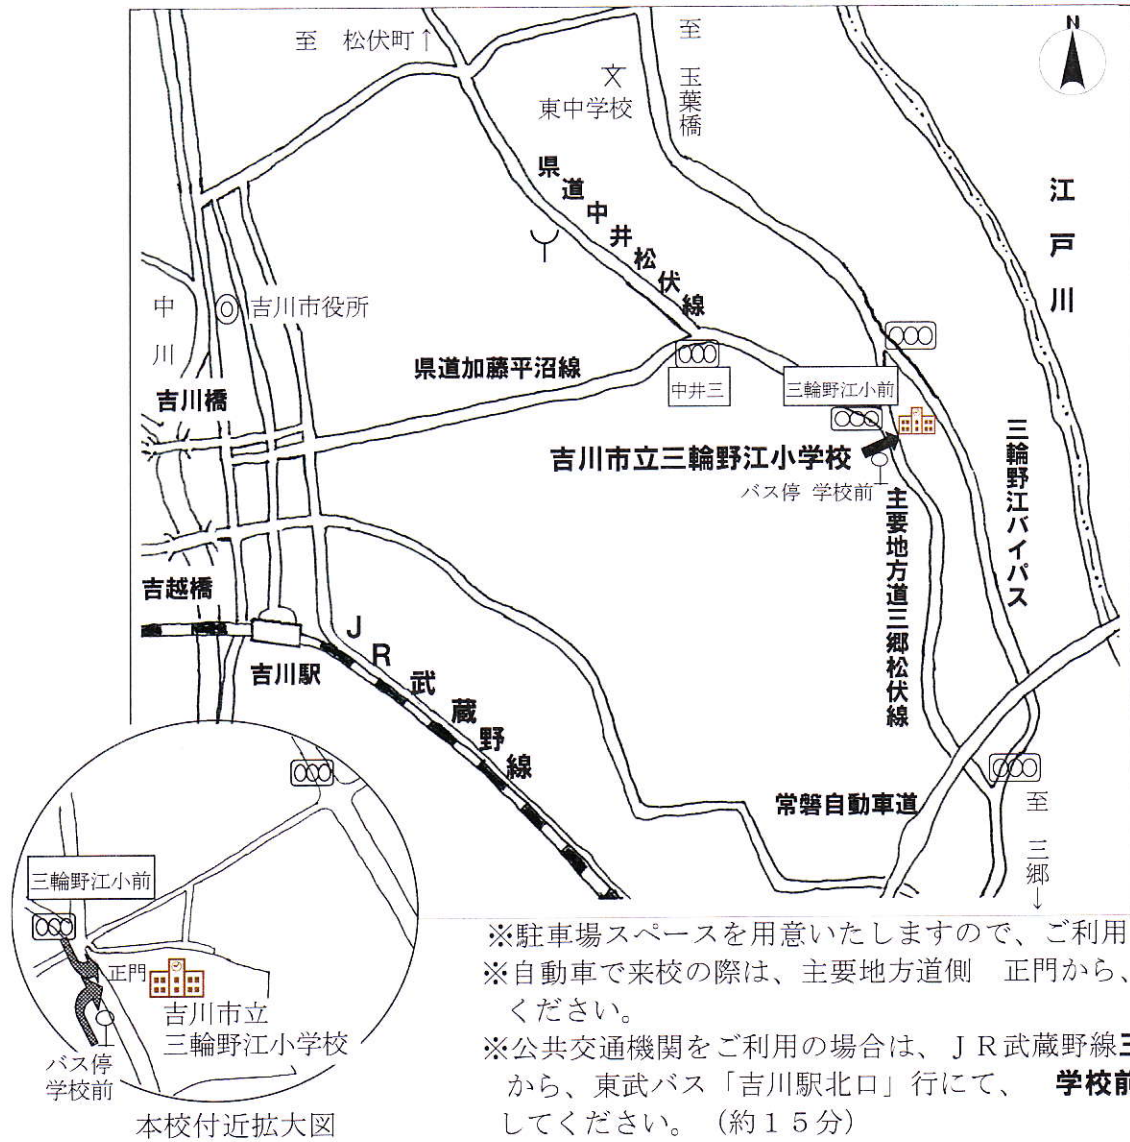 至 松伏町↑
至 玉葉橋
N
文
東中学校
県道中井松伏線
江戸川
中川
吉川市役所
県道加藤平沼線
吉川橋
中井三
三輪野江小前
吉川市立三輪野江小学校
バス停 学校前
三輪野江バイパス
主要地方道三郷松伏線
吉越橋
吉川駅
JR武蔵野線
常磐自動車道
至 三郷↓
三輪野江小前
正門
吉川市立
三輪野江小学校
バス停
学校前
本校付近拡大図
※駐車場スペースを用意いたしますので、ご利用
※自動車で来校の際は、主要地方道側 正門から、
ください。
※公共交通機関をご利用の場合は、ＪＲ武蔵野線三
から、東武バス「吉川駅北口」行にて、 学校前
してください。（約１５分）